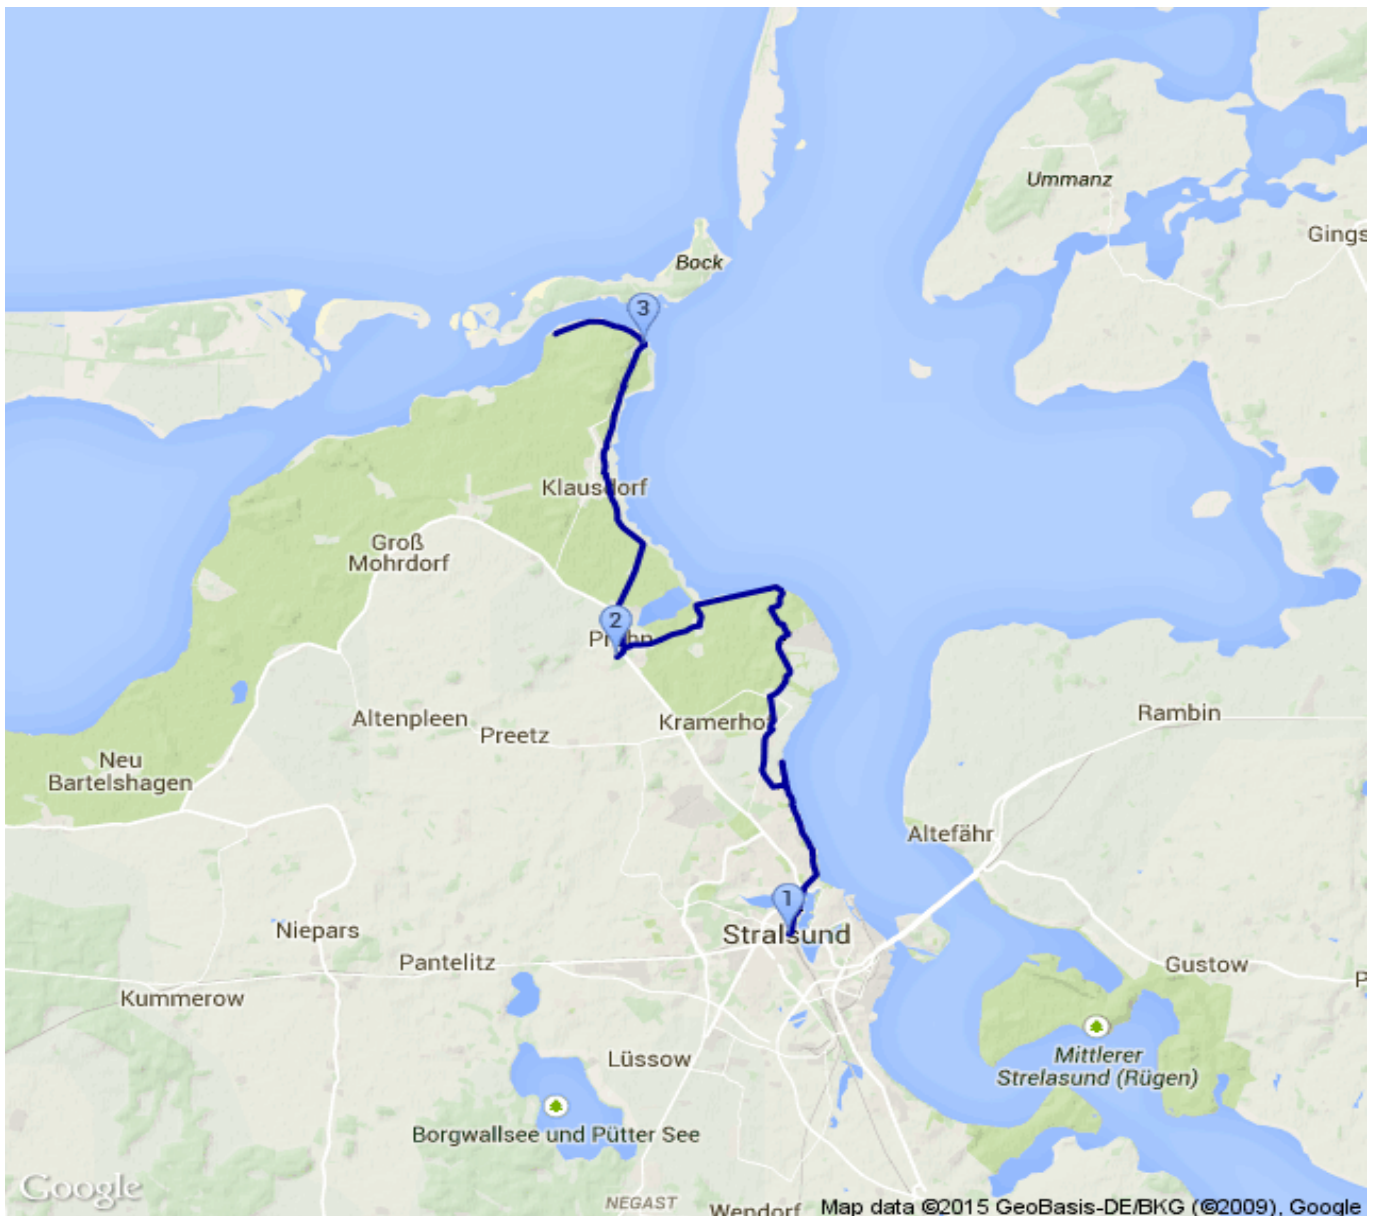 Ummanz
Gings
Bock
3
Klausdorf
Groß
Mohrdorf
2
Altenpleen
Preetz
Kramerhof
Rambin
Neu
Bartelshagen
Altefähr
1
Stralsund
Niepars
Pantelitz
Gustow
Kummerow
P
Mittlerer
Strelasund (Rügen)
Lüssow
Borgwallsee und Pütter See
Google
NEGAST
Wendorf
Map data ©2015 GeoBasis-DE/BKG (©2009), Google